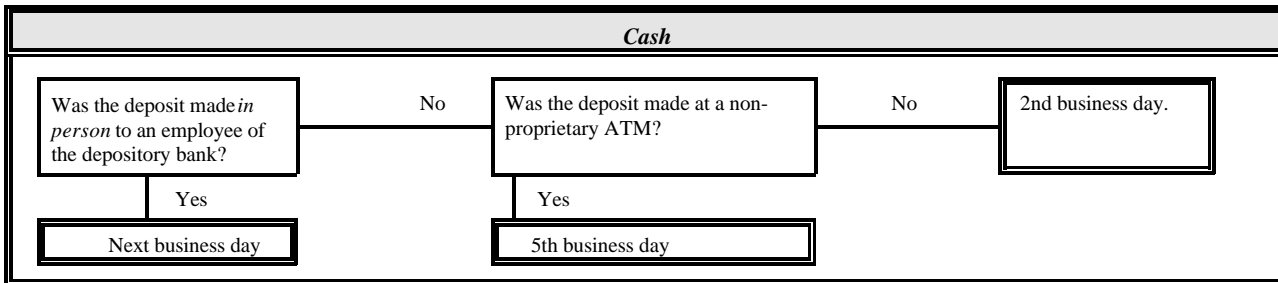 Cash
Was the deposit made in
person to an employee of
the depository bank?
No
Was the deposit made at a non-
proprietary ATM?
No
2nd business day.
Yes
Yes
Next business day
5th business day